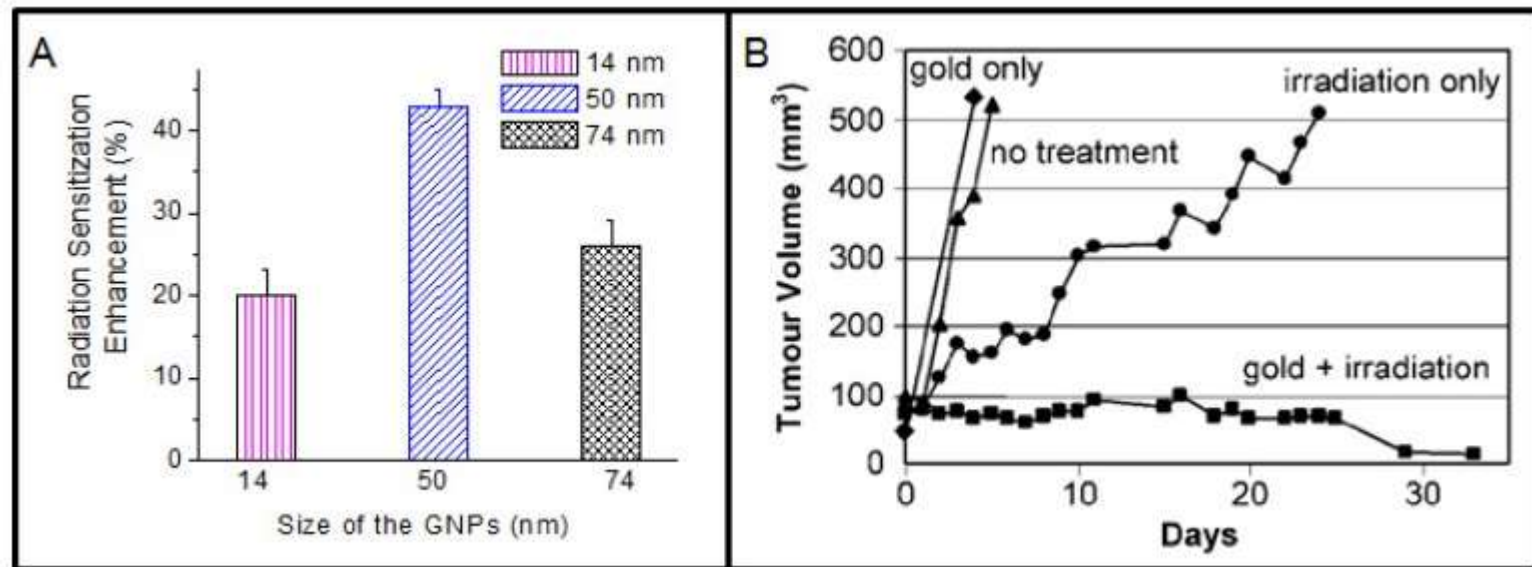 A
Radiation Sensitization
Enhancement (%)
40
30
20
10
0
14 nm
50 nm
74 nm
14 50 74
Size of the GNPs (nm)
B
Tumour Volume (mm³)
600
500
400
300
200
100
0
gold only
irradiation only
no treatment
gold + irradiation
0 10 20 30
Days